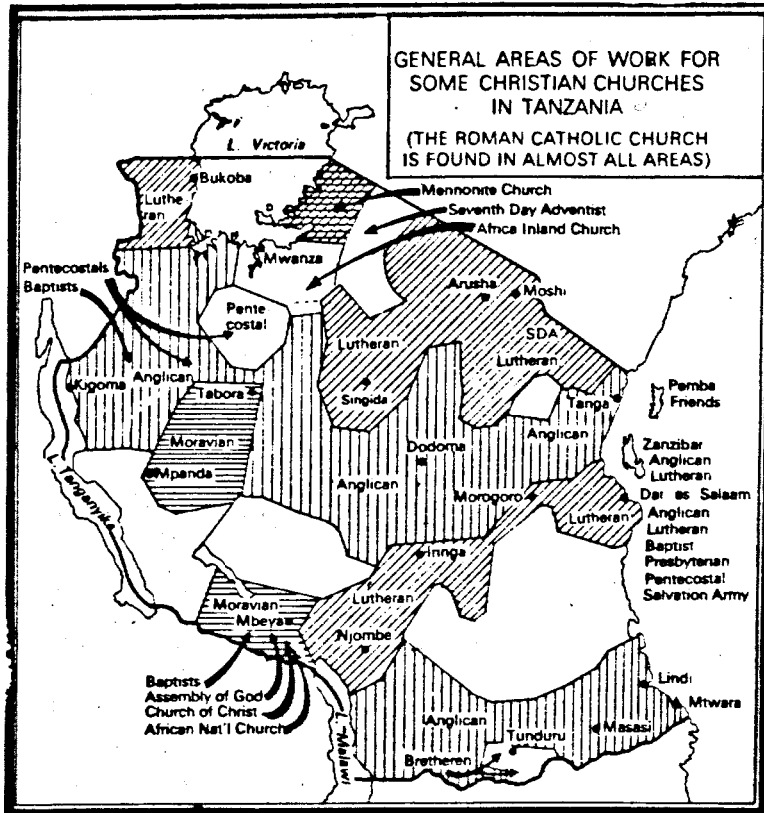 GENERAL AREAS OF WORK FOR
SOME CHRISTIAN CHURCHES
IN TANZANIA
(THE ROMAN CATHOLIC CHURCH
IS FOUND IN ALMOST ALL AREAS)
L. Victoria
Bukoba
Luthe
ran
Mennonite Church
Seventh Day Adventist
Africa Inland Church
Mwanza
Pentecostals
Baptists
Pente
costal
Arusha
Moshi
SDA
Lutheran
Lutheran
Kigoma
Anglican
Tabora
Singida
Tanga
Pemba
Friends
Moravian
Mpanda
Dodoma
Anglican
Zanzibar
Anglican
Lutheran
Anglican
Morogoro
Lutheran
Dar es Salaam
Anglican
Lutheran
Baptist
Presbyterian
Pentecostal
Salvation Army
L. Tanganyika
Iringa
Moravian
Mbeya
Lutheran
Njombe
Baptists
Assembly of God
Church of Christ
African Nat'l Church
L. Malawi
Lindi
Mtwara
Anglican
Masasi
Tunduru
Bretheren